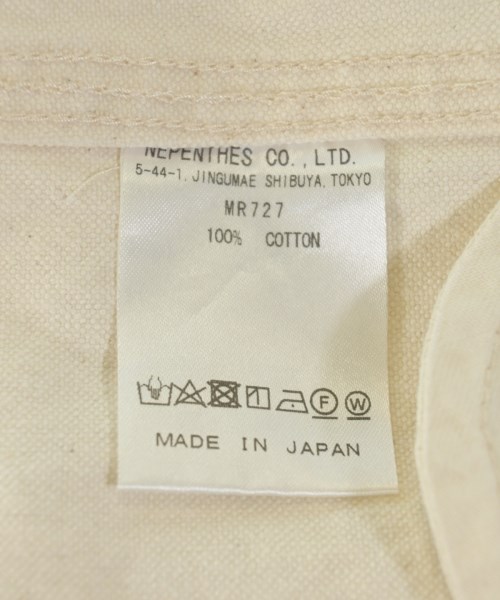 NEPENTHES CO.,LTD.
5-44-1, JINGUMAE SHIBUYA, TOKYO
MR727
100% COTTON
F W
MADE IN JAPAN